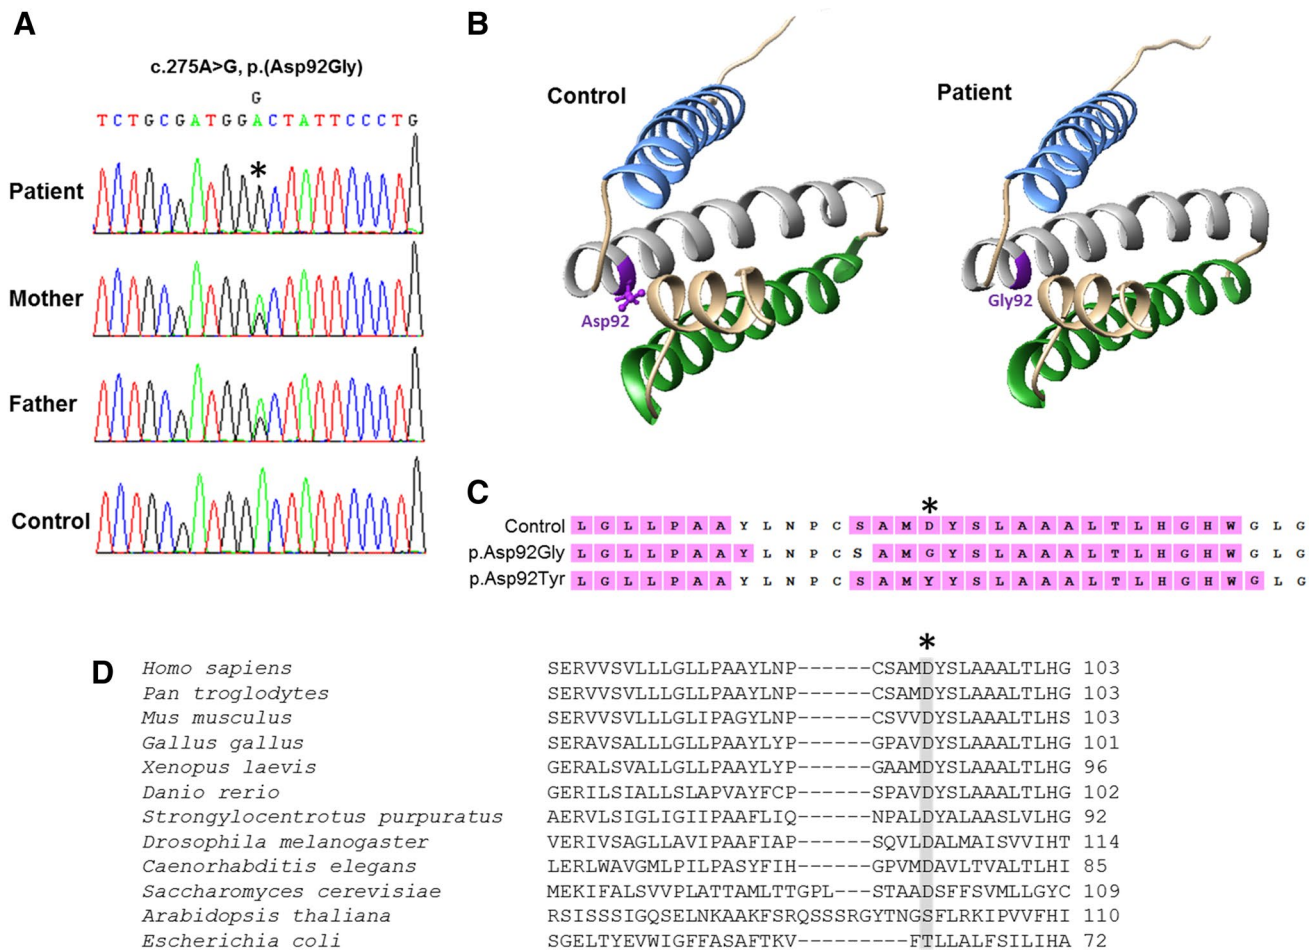 A
c.275A>G, p.(Asp92Gly)
G
TCTGCGATGGACTATTCCCTG
Patient
*
Mother
Father
Control
B
Control
Asp92
Patient
Gly92
C
*
Control LGLLPAAYLNPCSAMDYSLAAALTLHGHWGLG
p.Asp92Gly LGLLPAAYLNPCSAMGYSLAAALTLHGHWGLG
p.Asp92Tyr LGLLPAAYLNPCSAMYYSLAAALTLHGHWGLG
D
*
Homo sapiens SERVVSVLLLGLLPAAYLNP------CSAMDYSLAAALTLHG 103
Pan troglodytes SERVVSVLLLGLLPAAYLNP------CSAMDYSLAAALTLHG 103
Mus musculus SERVVSVLLLGLIPAGYLNP------CSVVDYSLAAALTLHS 103
Gallus gallus SERAVSALLLGLLPAAYLYP------GPAVDYSLAAALTLHG 101
Xenopus laevis GERALSVALLGLLPAAYLYP------GAAMDYSLAAALTLHG 96
Danio rerio GERILSIALLSLAPVAYFCP------SPAVDYSLAAALTLHG 102
Strongylocentrotus purpuratus AERVLSIGLIGIIPAAFLIQ------NPALDYALAASLVLHG 92
Drosophila melanogaster VERIVSAGLLAVIPAAFIAP------SQVLDALMAISVVIHT 114
Caenorhabditis elegans LERLWAVGMLPILPASYFIH------GPVMDAVLTVALTLHI 85
Saccharomyces cerevisiae MEKIFALSVVPLATTAMLTTGPL---STAADSFFSVMLLGYC 109
Arabidopsis thaliana RSISSSIGQSELNKAAKFSRQSSSRGYTNGSFLRKIPVVFHI 110
Escherichia coli SGELTYEVWIGFFASAFTKV---------FTLLALFSILIHA 72